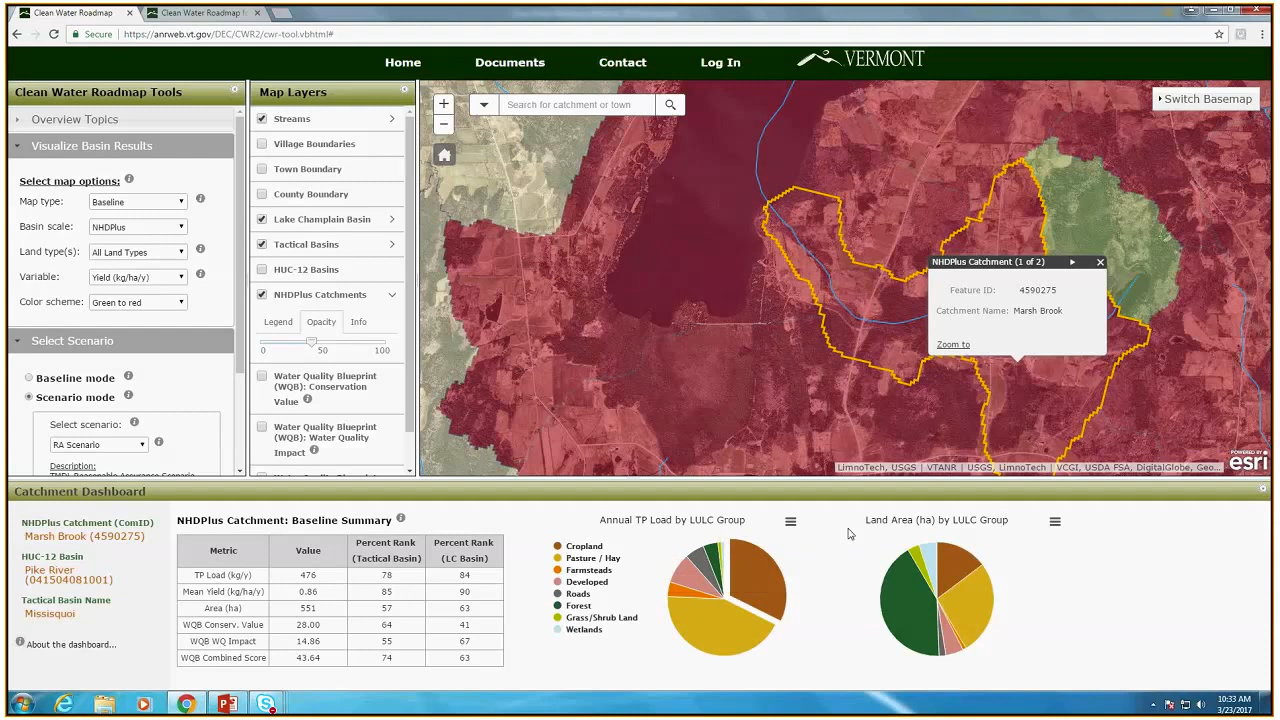 Clean Water Roadmap
Clean Water Roadmap fo
Secure
https://anrweb.vt.gov/DEC/CWR2/cwr-tool.vbhtml#
Home
Documents
Contact
Log In
VERMONT
Clean Water Roadmap Tools
Overview Topics
Visualize Basin Results
Select map options:
Map type:
Baseline
Basin scale:
NHDPlus
Land type(s):
All Land Types
Variable:
Yield (kg/ha/y)
Color scheme:
Green to red
Select Scenario
Baseline mode
Scenario mode
Select scenario:
RA Scenario
Description:
TMDL Reasonable Assurance Scenario
Map Layers
Streams
Village Boundaries
Town Boundary
County Boundary
Lake Champlain Basin
Tactical Basins
HUC-12 Basins
NHDPlus Catchments
Legend
Opacity
Info
0
50
100
Water Quality Blueprint
(WQB): Conservation
Value
Water Quality Blueprint
(WQB): Water Quality
Impact
+
−
Search for catchment or town
Switch Basemap
NHDPlus Catchment (1 of 2)
Feature ID: 4590275
Catchment Name: Marsh Brook
Zoom to
LimnoTech, USGS | VTANR | USGS, LimnoTech | VCGI, USDA FSA, DigitalGlobe, Geo...
POWERED BY
esri
Catchment Dashboard
NHDPlus Catchment (ComID)
Marsh Brook (4590275)
HUC-12 Basin
Pike River
(041504081001)
Tactical Basin Name
Missisquoi
About the dashboard...
NHDPlus Catchment: Baseline Summary
Metric
Value
Percent Rank
(Tactical Basin)
Percent Rank
(LC Basin)
TP Load (kg/y) 476 78 84
Mean Yield (kg/ha/y) 0.86 85 90
Area (ha) 551 57 63
WQB Conserv. Value 28.00 64 41
WQB WQ Impact 14.86 55 67
WQB Combined Score 43.64 74 63
Annual TP Load by LULC Group
Cropland
Pasture / Hay
Farmsteads
Developed
Roads
Forest
Grass/Shrub Land
Wetlands
Land Area (ha) by LULC Group
10:33 AM
3/23/2017